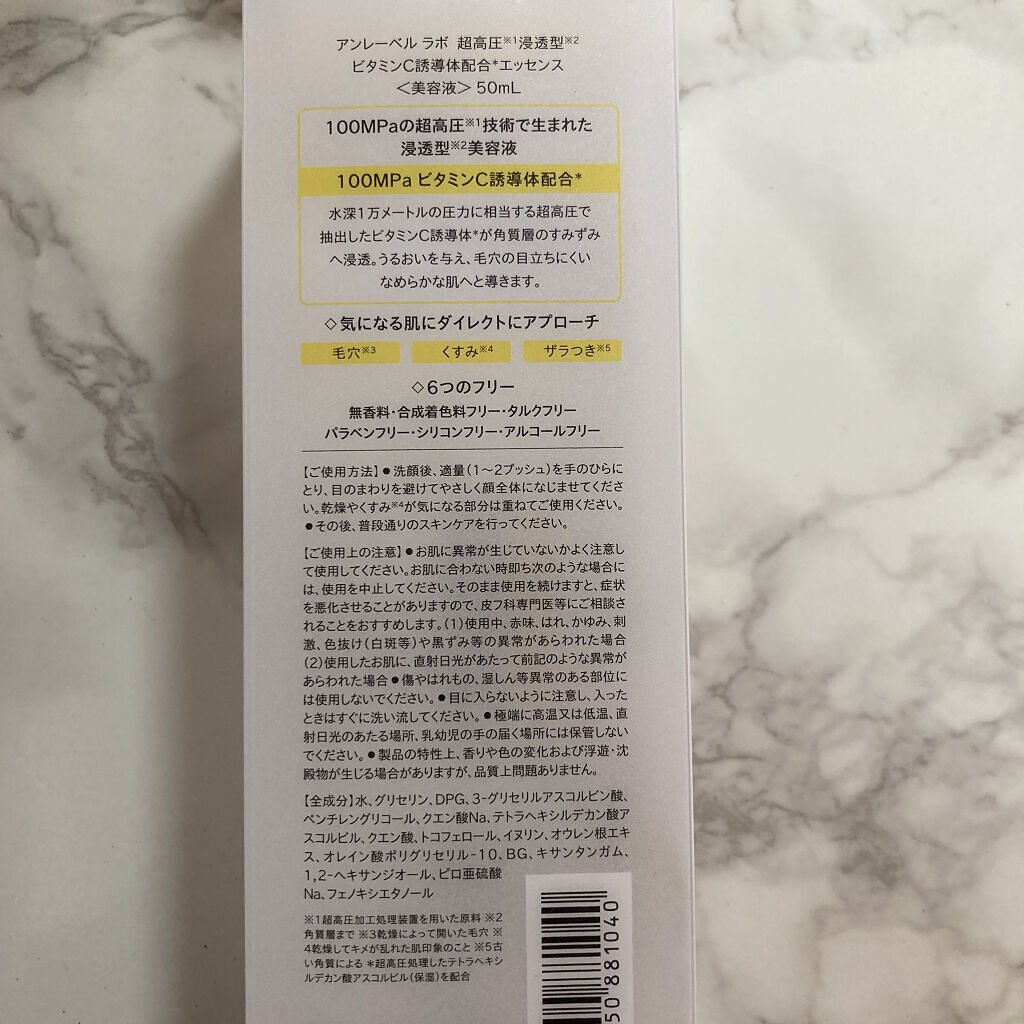 アンレーベル ラボ 超高圧※1浸透型※2
ビタミンC誘導体配合*エッセンス
＜美容液＞ 50mL
100MPaの超高圧※1技術で生まれた
浸透型※2美容液
100MPa ビタミンC誘導体配合*
水深1万メートルの圧力に相当する超高圧で
抽出したビタミンC誘導体*が角質層のすみずみ
へ浸透。うるおいを与え、毛穴の目立ちにくい
なめらかな肌へと導きます。
◇気になる肌にダイレクトにアプローチ
毛穴※3 くすみ※4 ザラつき※5
◇6つのフリー
無香料・合成着色料フリー・タルクフリー
パラベンフリー・シリコンフリー・アルコールフリー
【ご使用方法】●洗顔後、適量(1～2プッシュ)を手のひらに
とり、目のまわりを避けてやさしく顔全体になじませてくださ
い。乾燥やくすみ※4が気になる部分は重ねてご使用ください。
●その後、普段通りのスキンケアを行ってください。
【ご使用上の注意】●お肌に異常が生じていないかよく注意し
て使用してください。お肌に合わない時即ち次のような場合に
は、使用を中止してください。そのまま使用を続けますと、症状
を悪化させることがありますので、皮フ科専門医等にご相談さ
れることをおすすめします。(1)使用中、赤味、はれ、かゆみ、刺
激、色抜け(白斑等)や黒ずみ等の異常があらわれた場合
(2)使用したお肌に、直射日光があたって前記のような異常が
あらわれた場合●傷やはれもの、湿しん等異常のある部位に
は使用しないでください。●目に入らないように注意し、入った
ときはすぐに洗い流してください。●極端に高温又は低温、直
射日光のあたる場所、乳幼児の手の届く場所には保管しない
でください。●製品の特性上、香りや色の変化および浮遊・沈
殿物が生じる場合がありますが、品質上問題ありません。
【全成分】水、グリセリン、DPG、3-グリセリルアスコルビン酸、
ペンチレングリコール、クエン酸Na、テトラヘキシルデカン酸ア
スコルビル、クエン酸、トコフェロール、イヌリン、オウレン根エキ
ス、オレイン酸ポリグリセリル-10、BG、キサンタンガム、
1,2-ヘキサンジオール、ピロ亜硫酸
Na、フェノキシエタノール
※1超高圧加工処理装置を用いた原料 ※2
角質層まで ※3乾燥によって開いた毛穴 ※
4乾燥してキメが乱れた肌印象のこと ※5古
い角質による *超高圧処理したテトラヘキシ
ルデカン酸アスコルビル(保湿)を配合
50"881040